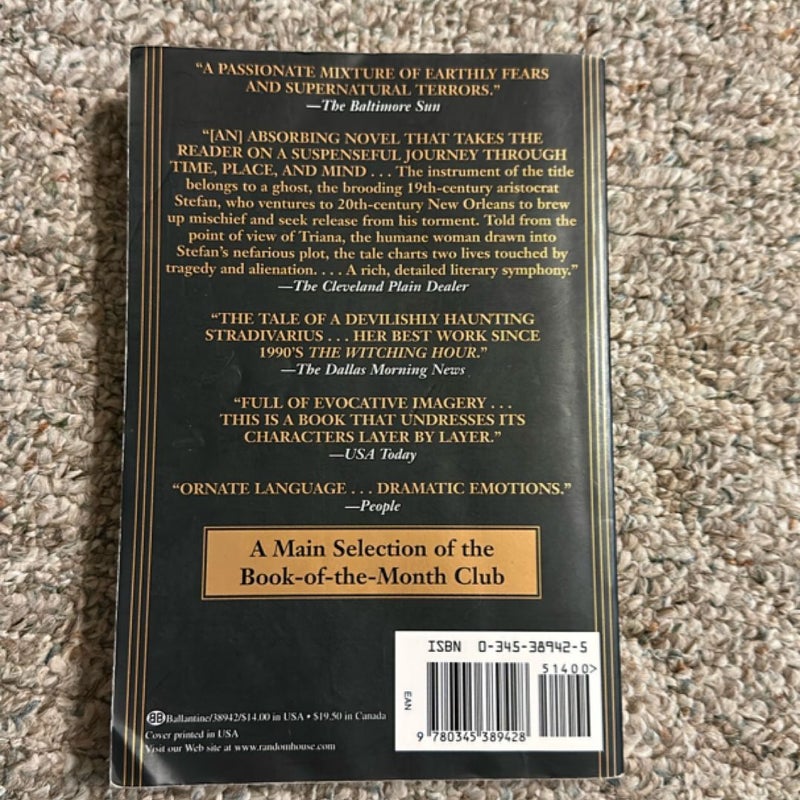 “A PASSIONATE MIXTURE OF EARTHLY FEARS
AND SUPERNATURAL TERRORS.”
—The Baltimore Sun
“[AN] ABSORBING NOVEL THAT TAKES THE
READER ON A SUSPENSEFUL JOURNEY THROUGH
TIME, PLACE, AND MIND . . . The instrument of the title
belongs to a ghost, the brooding 19th-century aristocrat
Stefan, who ventures to 20th-century New Orleans to brew
up mischief and seek release from his torment. Told from the
point of view of Triana, the humane woman drawn into
Stefan’s nefarious plot, the tale charts two lives touched by
tragedy and alienation. . . . A rich, detailed literary symphony.”
—The Cleveland Plain Dealer
“THE TALE OF A DEVILISHLY HAUNTING
STRADIVARIUS . . . HER BEST WORK SINCE
1990’S THE WITCHING HOUR.”
—The Dallas Morning News
“FULL OF EVOCATIVE IMAGERY . . .
THIS IS A BOOK THAT UNDRESSES ITS
CHARACTERS LAYER BY LAYER.”
—USA Today
“ORNATE LANGUAGE . . . DRAMATIC EMOTIONS.”
—People
A Main Selection of the
Book-of-the-Month Club
ISBN 0-345-38942-5
51400>
EAN
9 780345 389428
BB Ballantine/38942/$14.00 in USA • $19.50 in Canada
Cover printed in USA
Visit our Web site at www.randomhouse.com